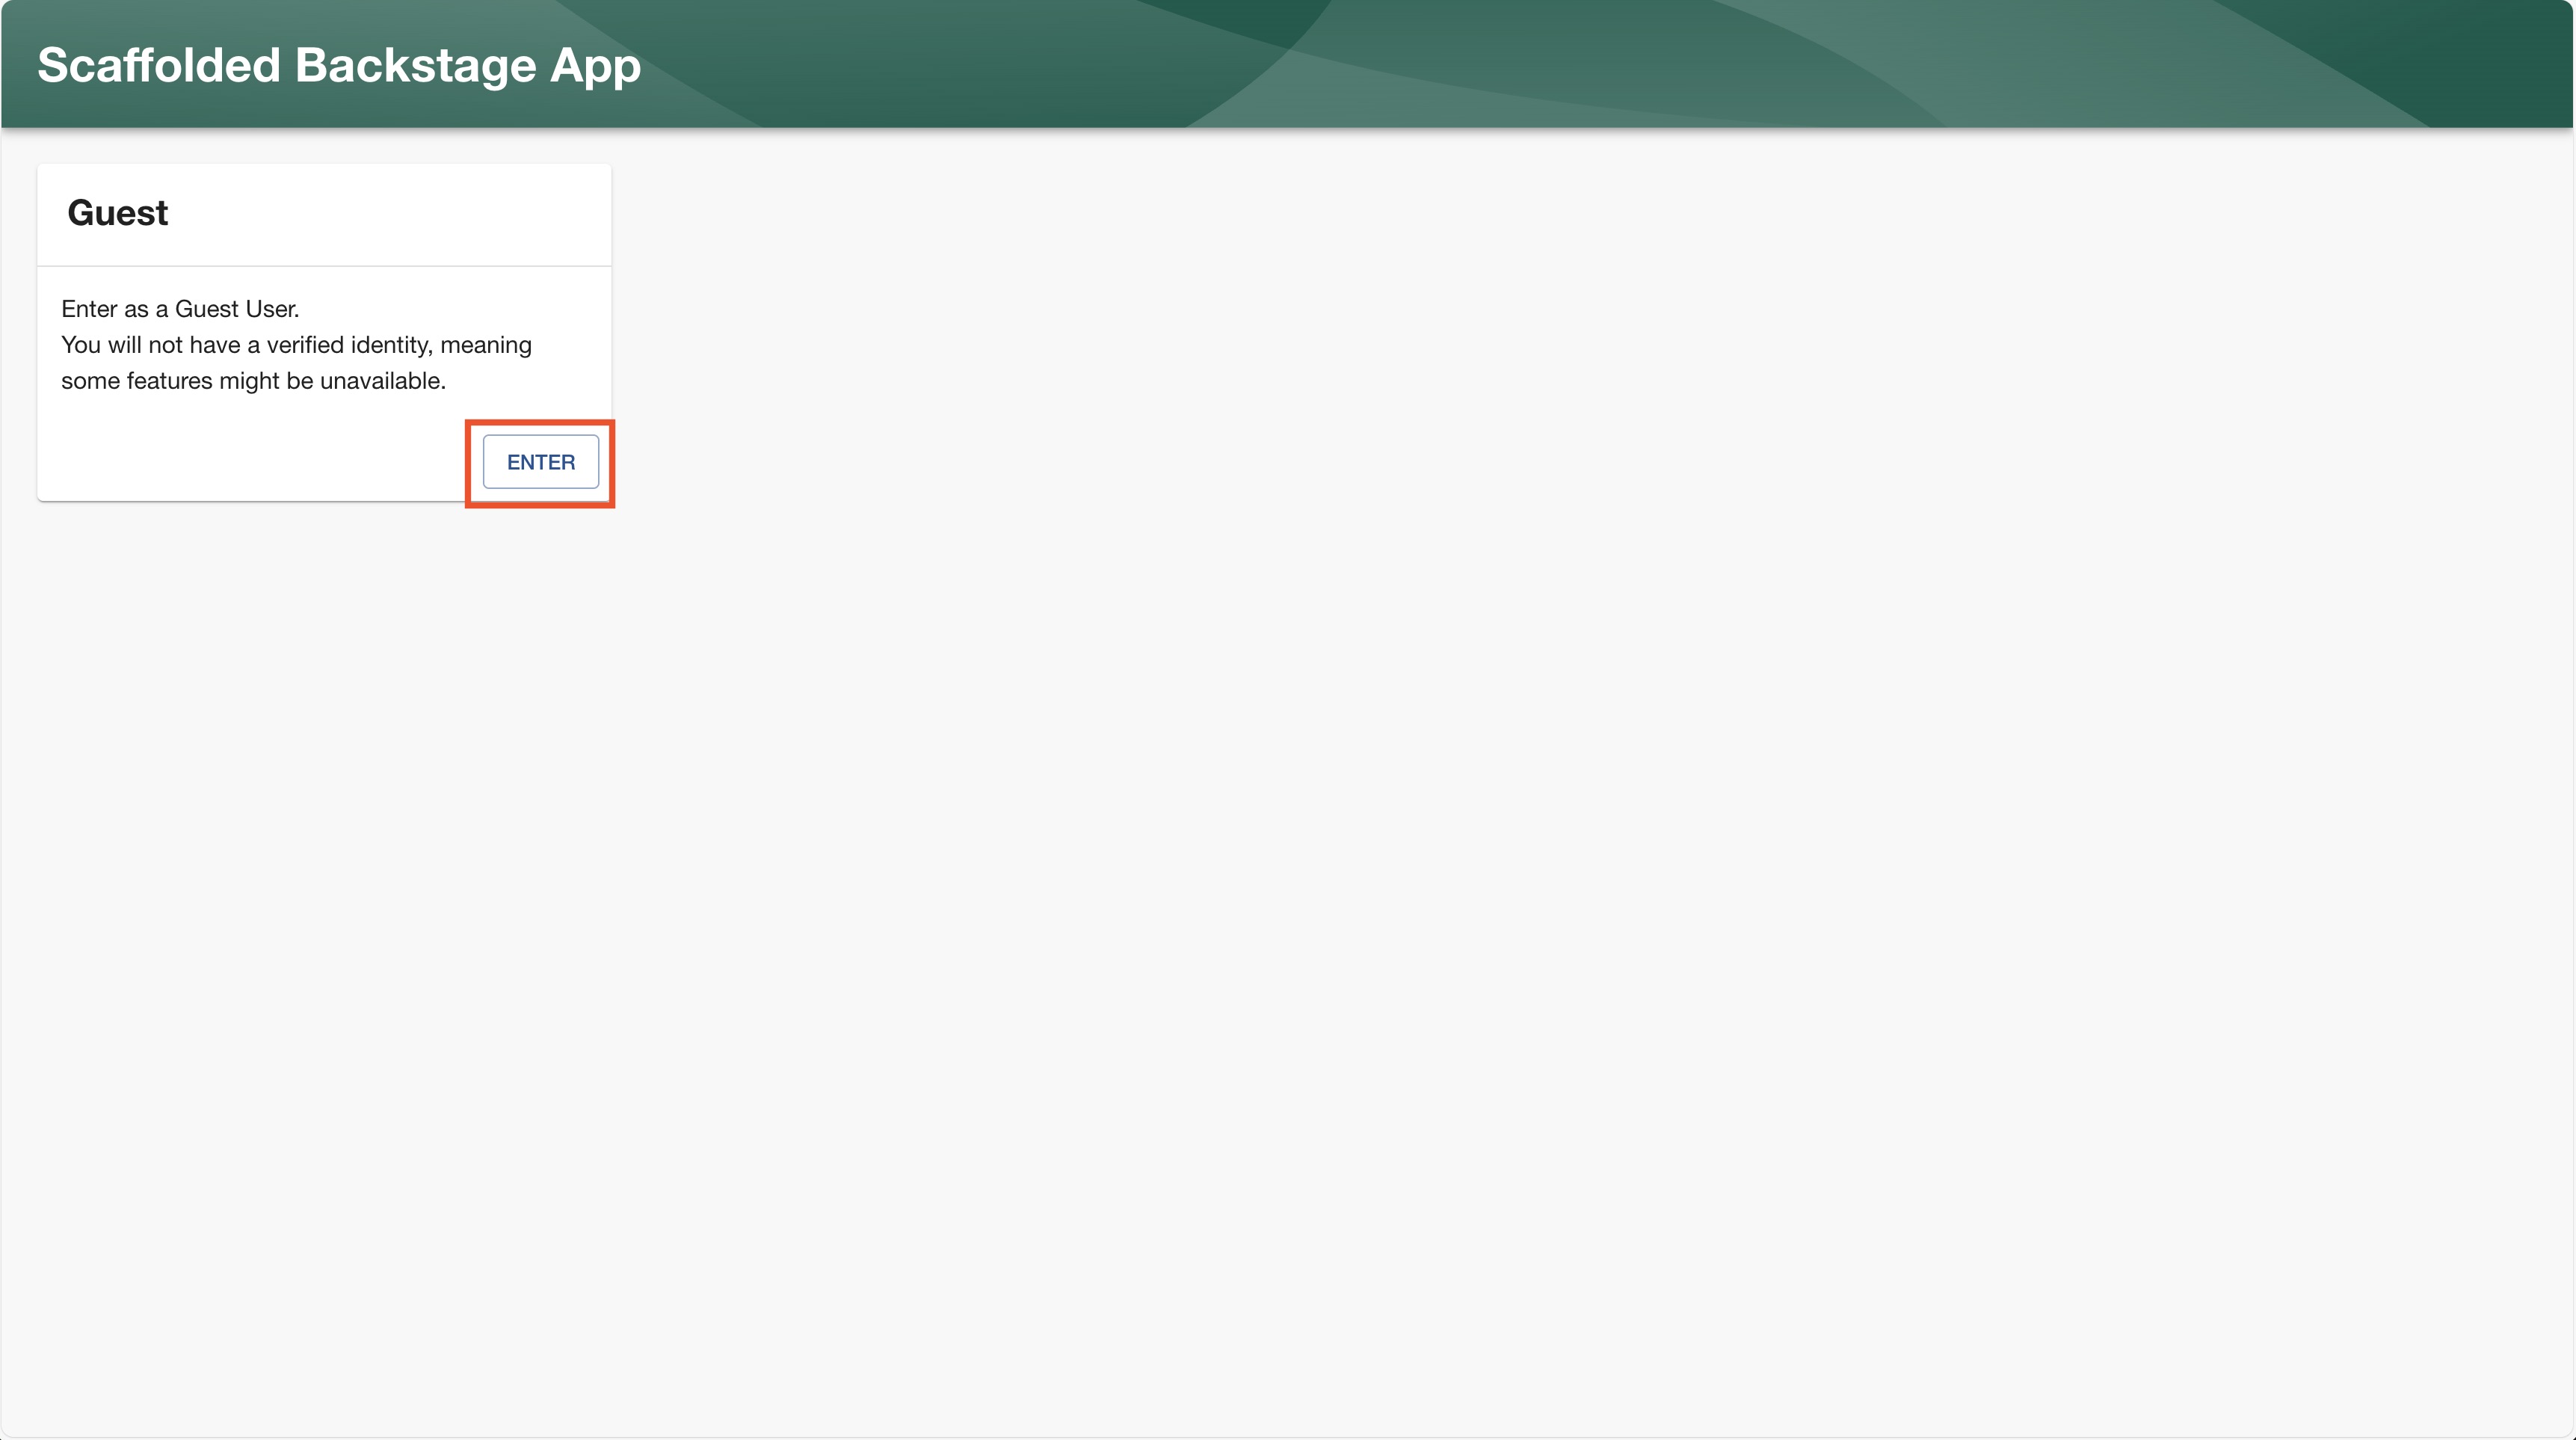 Scaffolded Backstage App
Guest
Enter as a Guest User.
You will not have a verified identity, meaning
some features might be unavailable.
ENTER